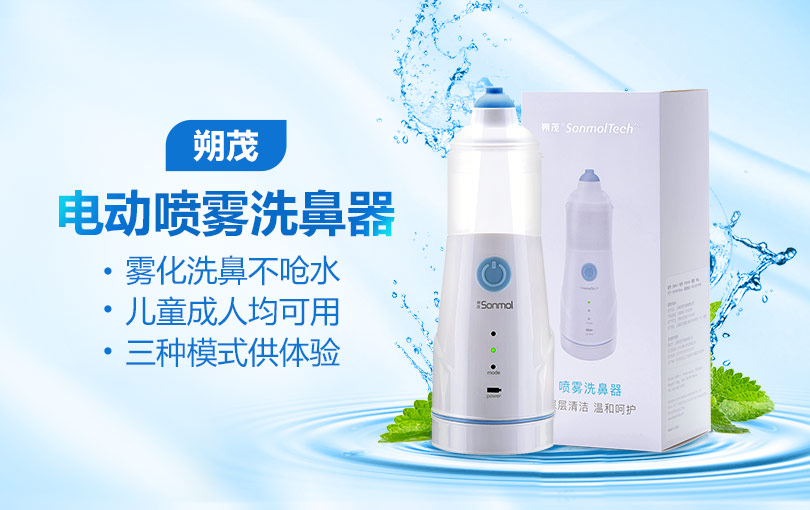 朔茂
电动喷雾洗鼻器
• 雾化洗鼻不呛水
• 儿童成人均可用
• 三种模式供体验
朔茂 SonmolTech
Sonmol
mode
power
喷雾洗鼻器
层清洁 温和呵护